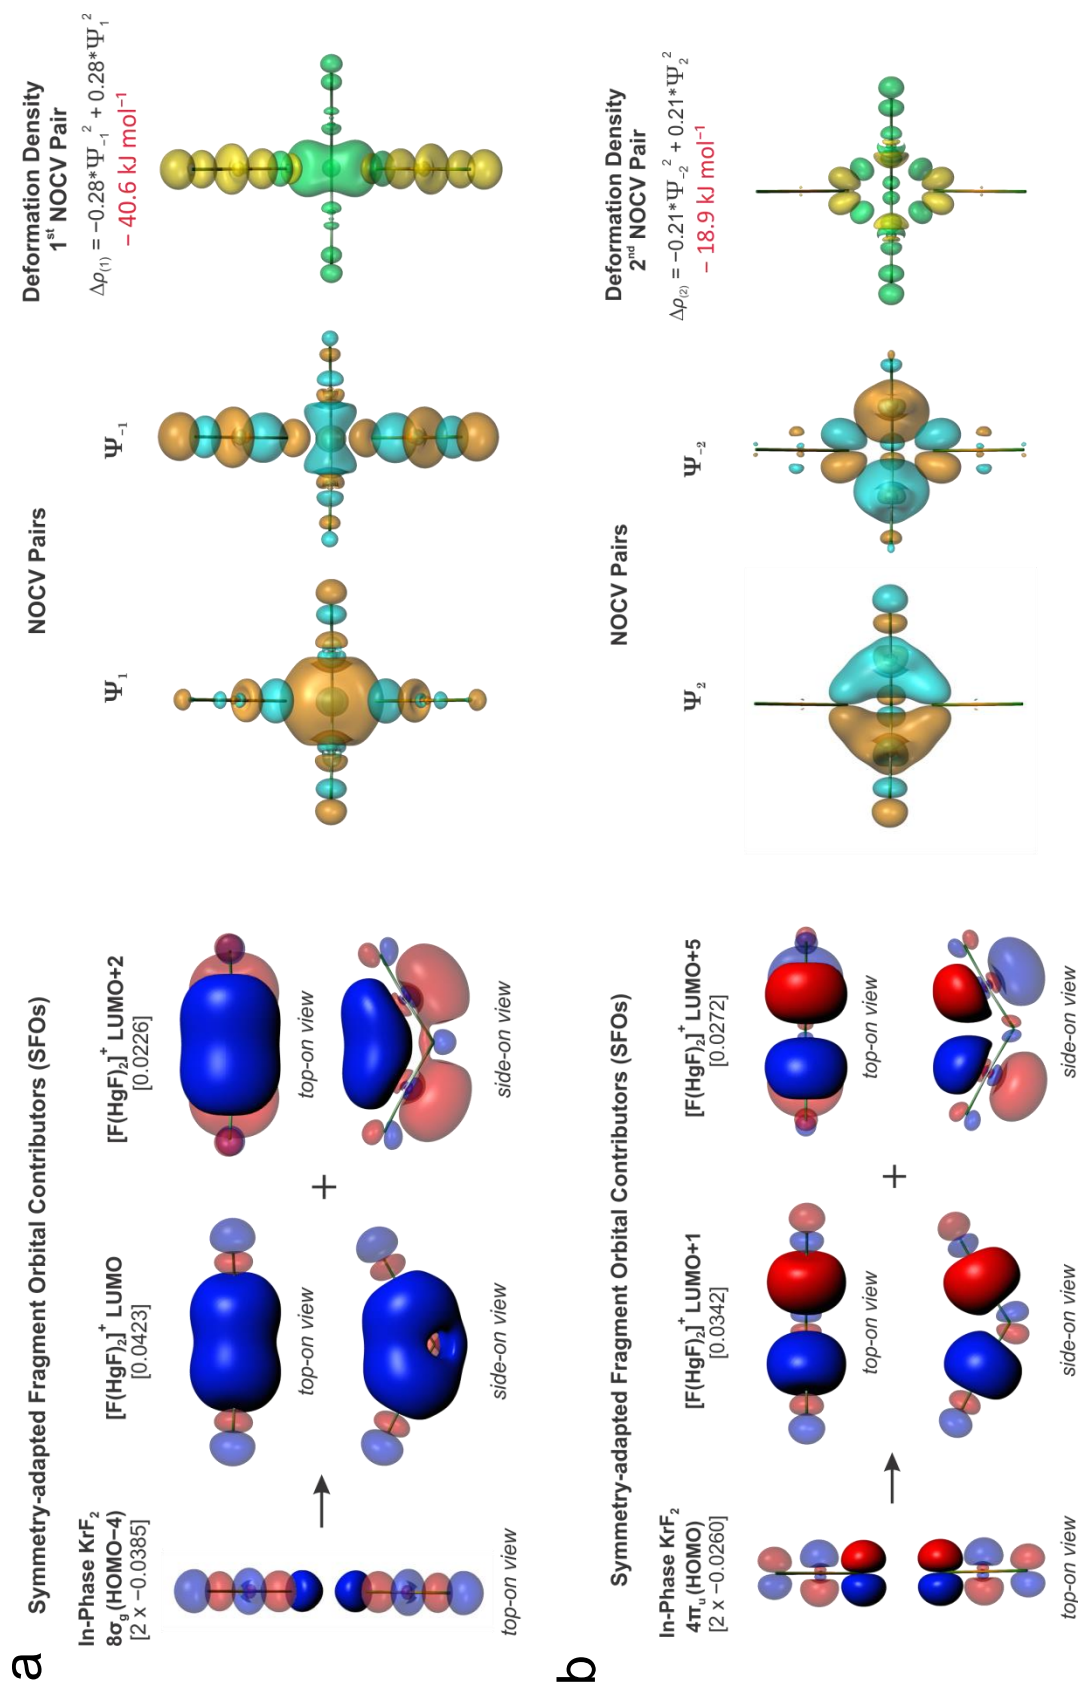 a
Symmetry-adapted Fragment Orbital Contributors (SFOs)
In-Phase KrF2
8σg (HOMO−4)
[2 x −0.0385]
top-on view
[F(HgF)2]+ LUMO
[0.0423]
top-on view
side-on view
+
[F(HgF)2]+ LUMO+2
[0.0226]
top-on view
side-on view
NOCV Pairs
Ψ1
Ψ−1
Deformation Density
1st NOCV Pair
Δρ(1) = −0.28*Ψ−1² + 0.28*Ψ1²
− 40.6 kJ mol−1
b
Symmetry-adapted Fragment Orbital Contributors (SFOs)
In-Phase KrF2
4πu (HOMO)
[2 x −0.0260]
top-on view
[F(HgF)2]+ LUMO+1
[0.0342]
top-on view
side-on view
+
[F(HgF)2]+ LUMO+5
[0.0272]
top-on view
side-on view
NOCV Pairs
Ψ2
Ψ−2
Deformation Density
2nd NOCV Pair
Δρ(2) = −0.21*Ψ−2² + 0.21*Ψ2²
− 18.9 kJ mol−1